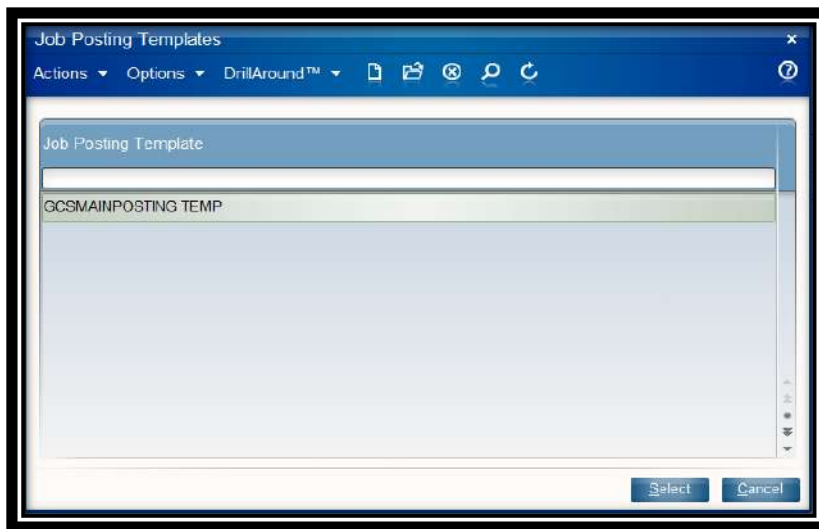 Job Posting Templates
Actions Options DrillAround™
Job Posting Template
GCSMAINPOSTING TEMP
Select Cancel